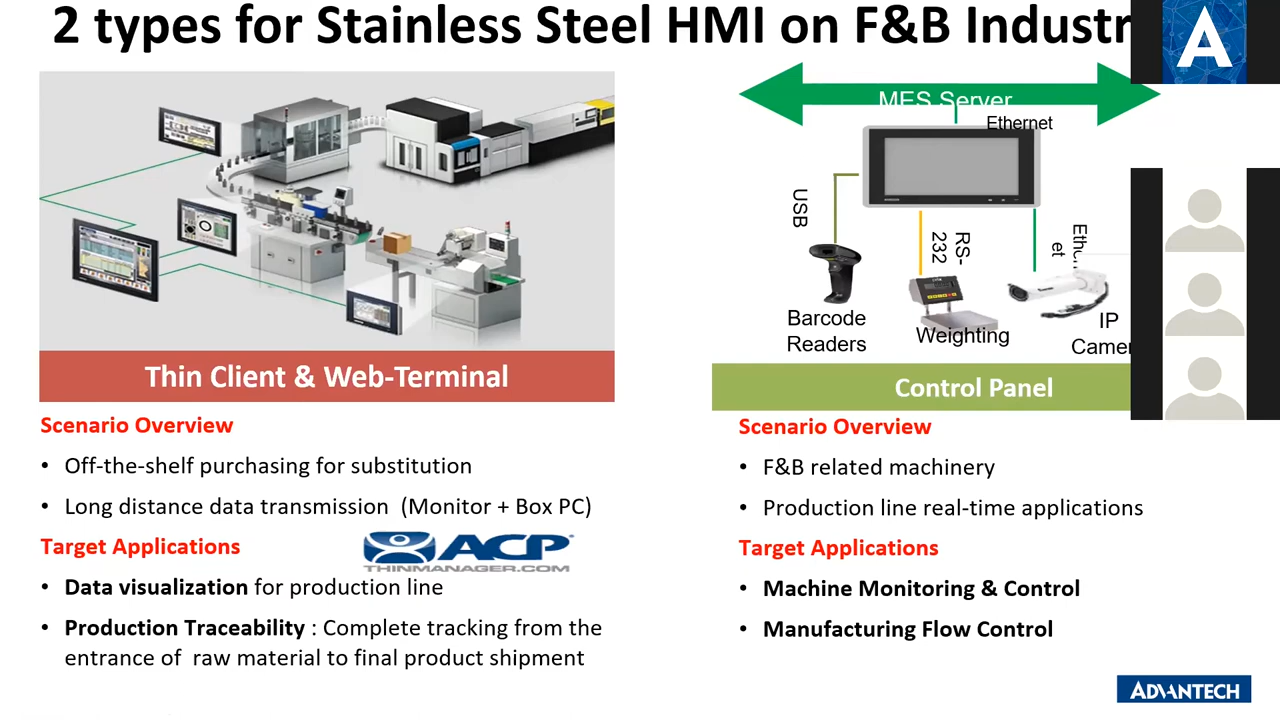 2 types for Stainless Steel HMI on F&B Industr
A
MES Server
Ethernet
USB
RS-
232
Ether
et
Barcode
Readers
Weighting
IP
Camer
Thin Client & Web-Terminal
Control Panel
Scenario Overview
• Off-the-shelf purchasing for substitution
• Long distance data transmission (Monitor + Box PC)
Target Applications
ACP
THINMANAGER.COM
• Data visualization for production line
• Production Traceability : Complete tracking from the
entrance of raw material to final product shipment
Scenario Overview
• F&B related machinery
• Production line real-time applications
Target Applications
• Machine Monitoring & Control
• Manufacturing Flow Control
ADVANTECH